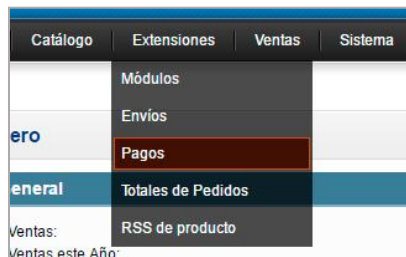 Catálogo Extensiones Ventas Sistema
Módulos
Envíos
ero
Pagos
eneral Totales de Pedidos
Ventas: RSS de producto
Ventas este Año: